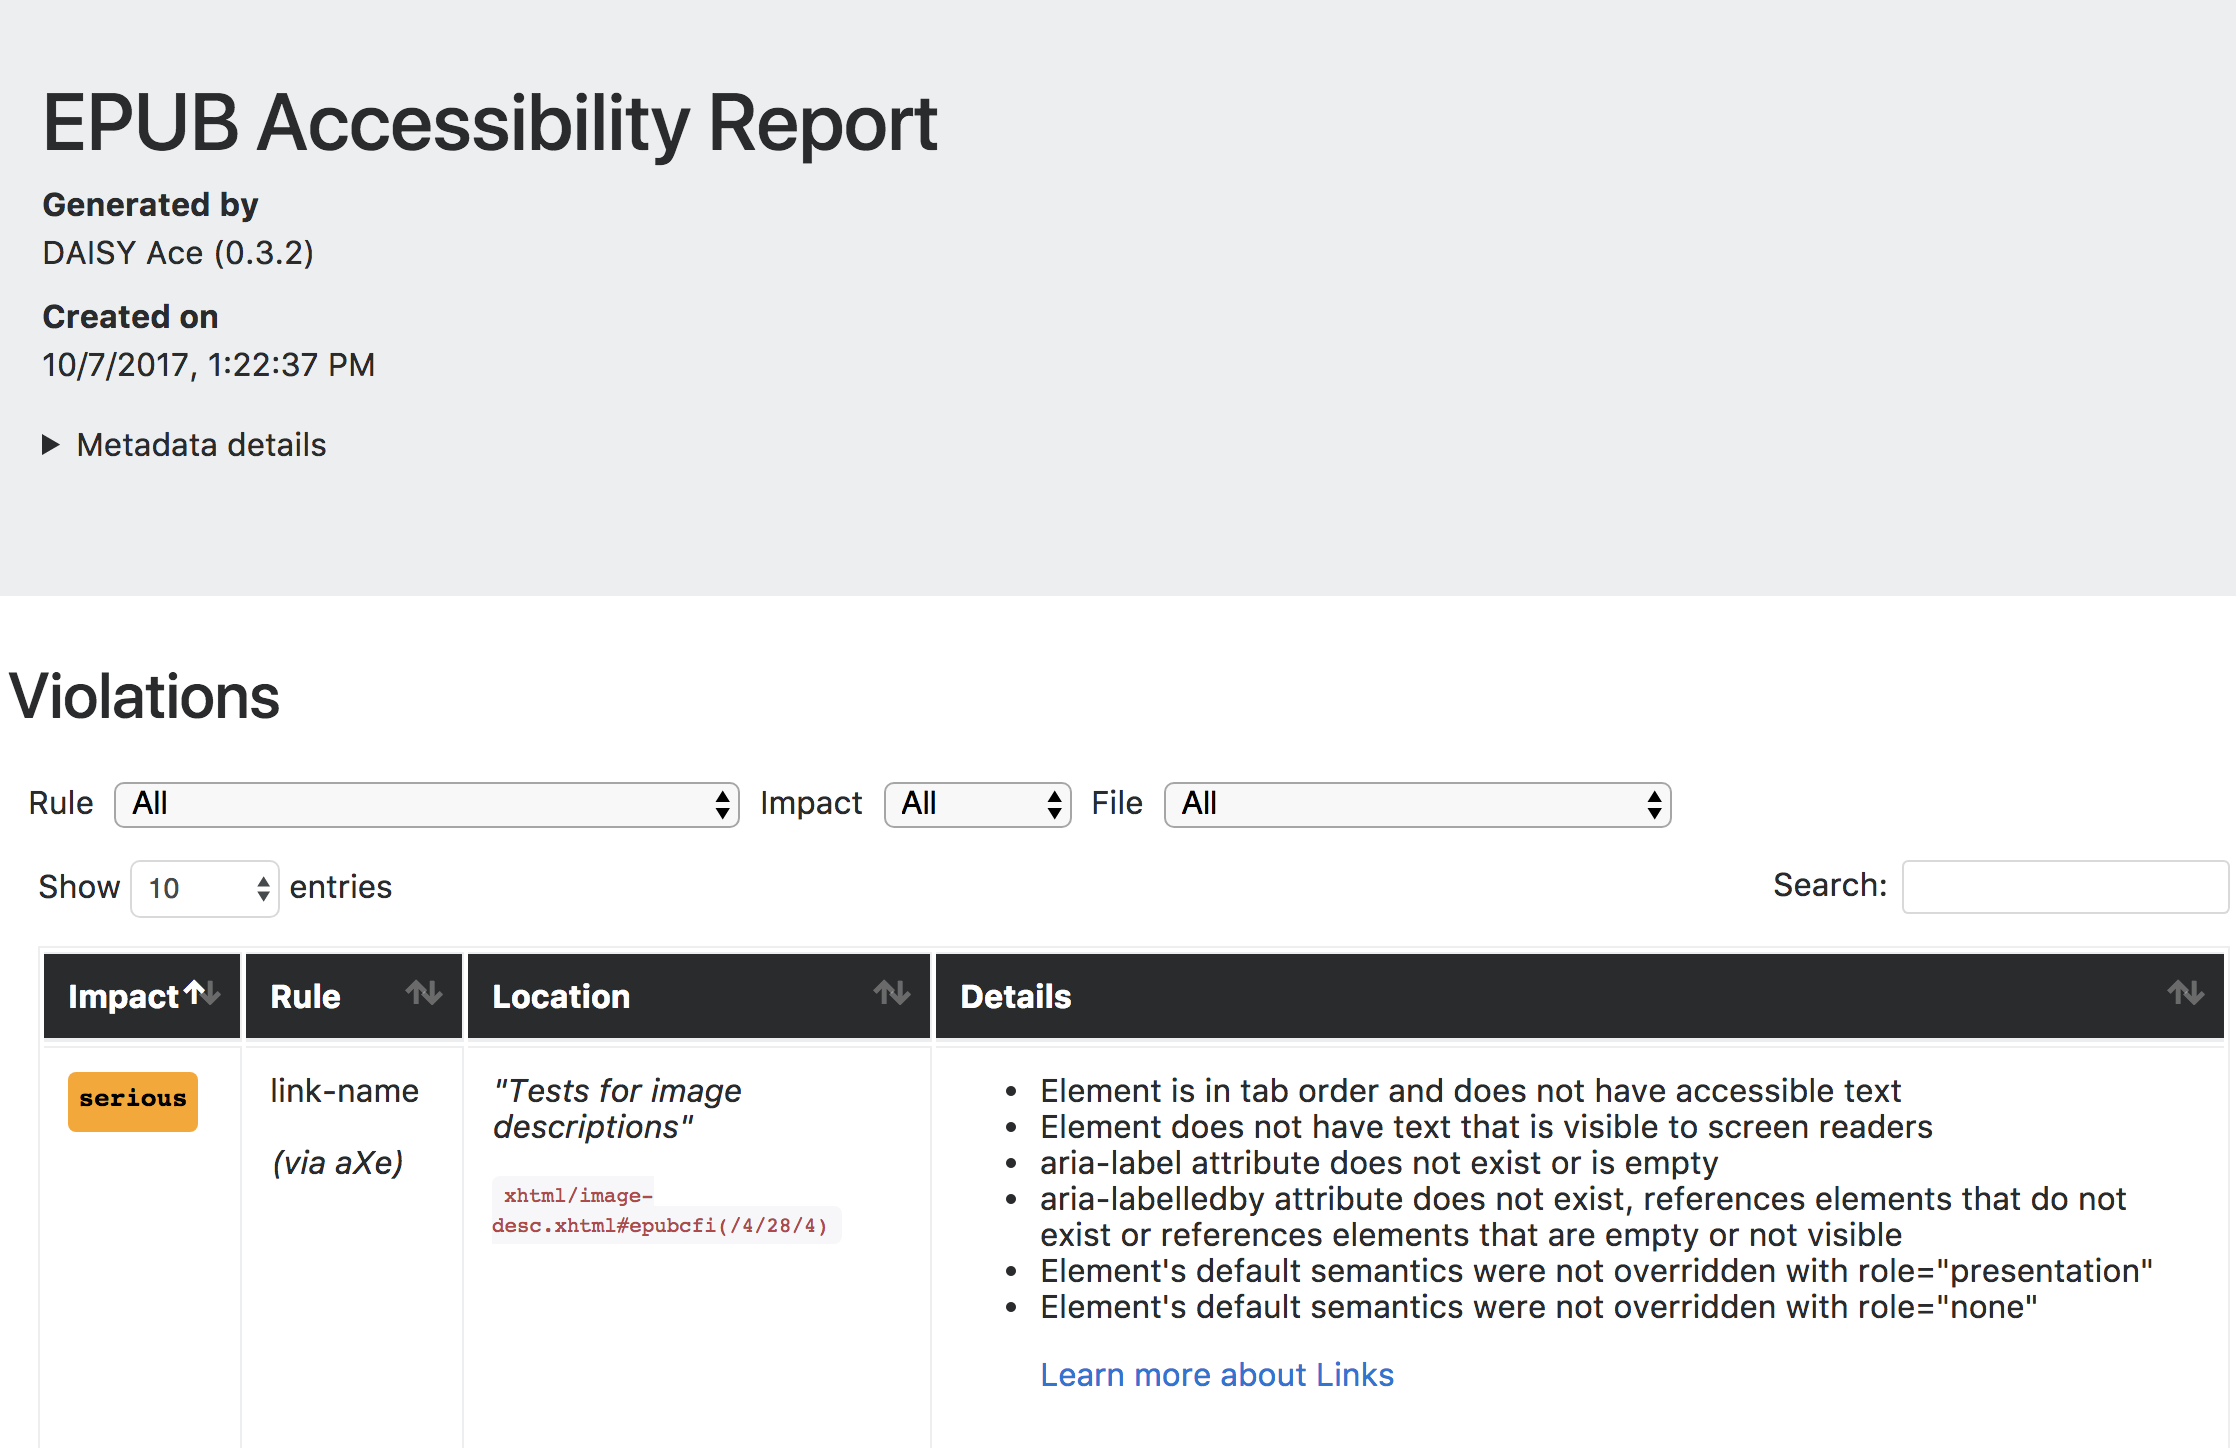 EPUB Accessibility Report
Generated by
DAISY Ace (0.3.2)
Created on
10/7/2017, 1:22:37 PM
Metadata details
Violations
Rule All Impact All File All
Show 10 entries Search:
Impact Rule Location Details
serious
link-name
(via aXe)
"Tests for image
descriptions"
xhtml/image-
desc.xhtml#epubcfi(/4/28/4)
• Element is in tab order and does not have accessible text
• Element does not have text that is visible to screen readers
• aria-label attribute does not exist or is empty
• aria-labelledby attribute does not exist, references elements that do not
exist or references elements that are empty or not visible
• Element's default semantics were not overridden with role="presentation"
• Element's default semantics were not overridden with role="none"
Learn more about Links